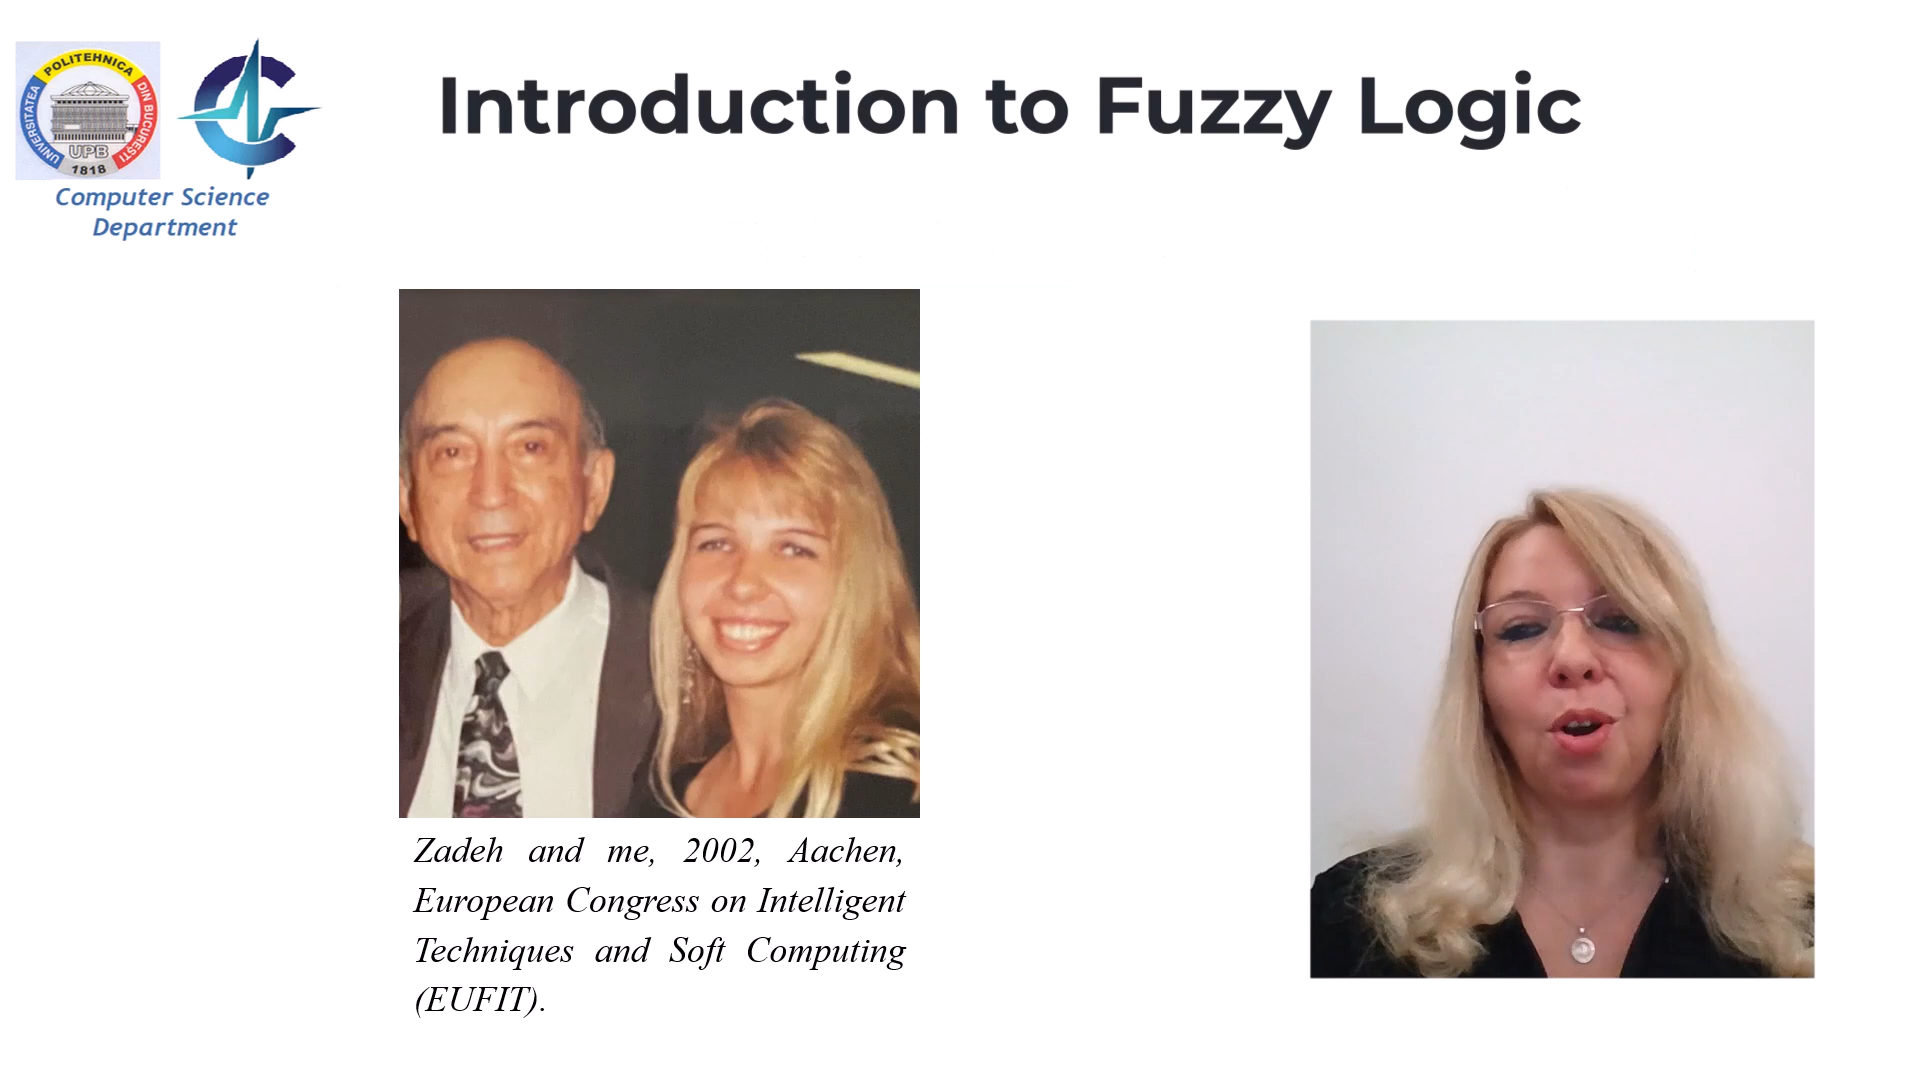 UNIVERSITATEA POLITEHNICA DIN BUCUREȘTI
UPB
1818
Computer Science
Department
Introduction to Fuzzy Logic
Zadeh and me, 2002, Aachen,
European Congress on Intelligent
Techniques and Soft Computing
(EUFIT).